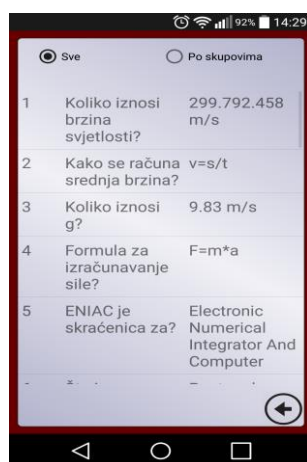 92% 14:29
Sve Po skupovima
1 Koliko iznosi 299.792.458
brzina m/s
svjetlosti?
2 Kako se računa v=s/t
srednja brzina?
3 Koliko iznosi 9.83 m/s
g?
4 Formula za F=m*a
izračunavanje
sile?
5 ENIAC je Electronic
skraćenica za? Numerical
Integrator And
Computer